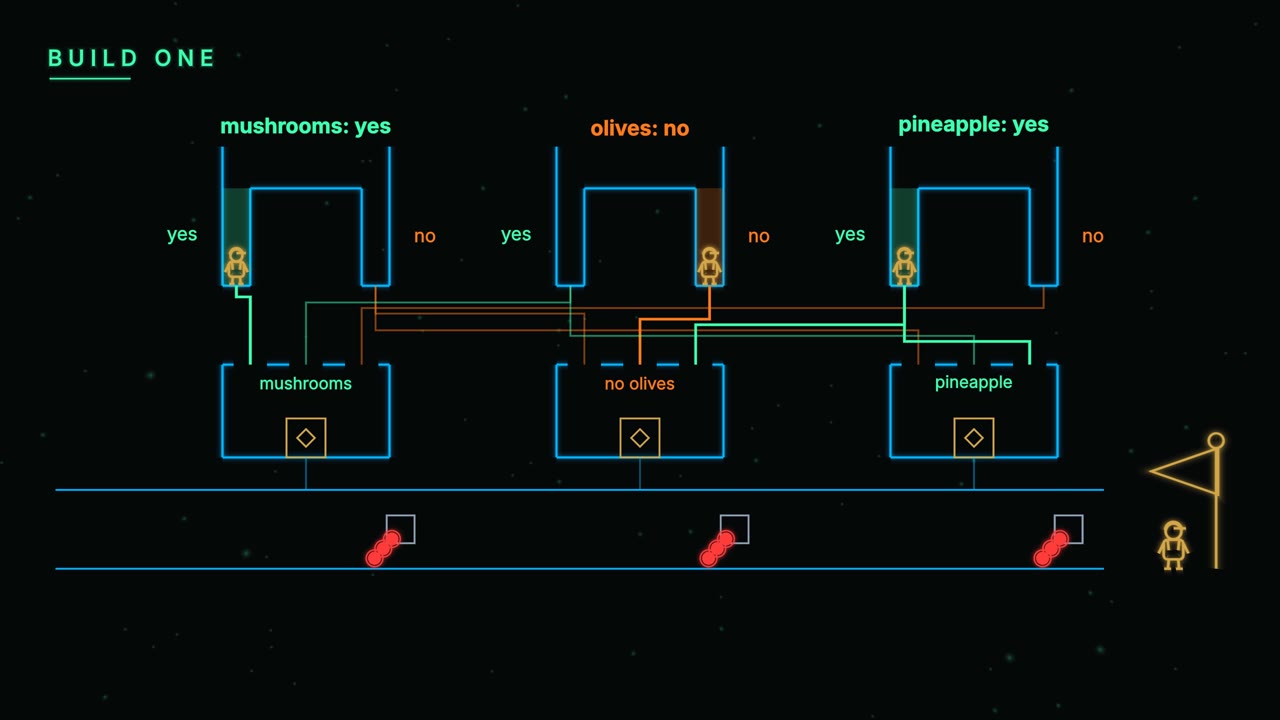 BUILD ONE
mushrooms: yes
olives: no
pineapple: yes
yes
no
yes
no
yes
no
mushrooms
no olives
pineapple